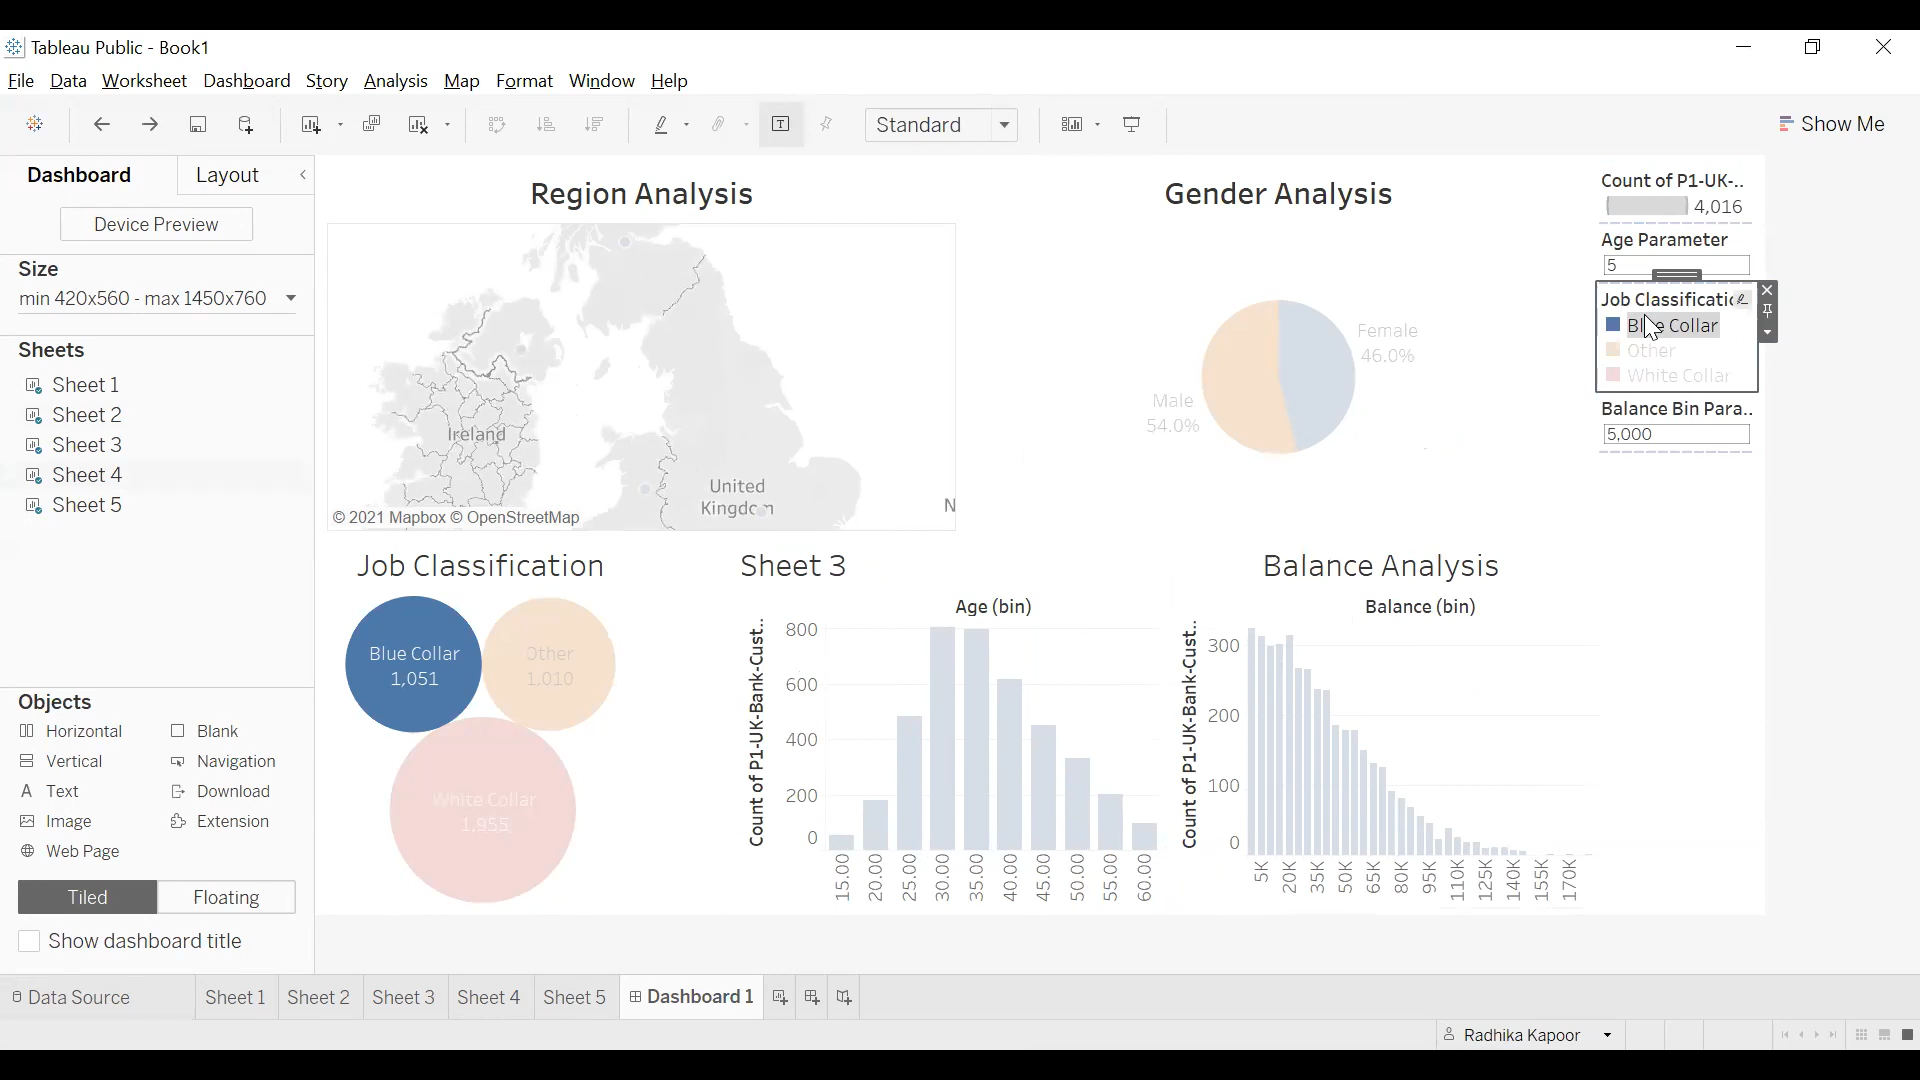 Tableau Public - Book1
File Data Worksheet Dashboard Story Analysis Map Format Window Help
Standard
Show Me
Dashboard
Layout
Device Preview
Size
min 420x560 - max 1450x760
Sheets
Sheet 1
Sheet 2
Sheet 3
Sheet 4
Sheet 5
Objects
Horizontal
Blank
Vertical
Navigation
A Text
Download
Image
Extension
Web Page
Tiled
Floating
Show dashboard title
Region Analysis
Ireland
United
Kingdom
N
© 2021 Mapbox © OpenStreetMap
Gender Analysis
Female
46.0%
Male
54.0%
Count of P1-UK-..
4,016
Age Parameter
5
Job Classificatio
Blue Collar
Other
White Collar
Balance Bin Para..
5,000
Job Classification
Blue Collar
1,051
Other
1,010
White Collar
1,955
Sheet 3
Age (bin)
Count of P1-UK-Bank-Cust..
800
600
400
200
0
15.00
20.00
25.00
30.00
35.00
40.00
45.00
50.00
55.00
60.00
Balance Analysis
Balance (bin)
Count of P1-UK-Bank-Cust..
300
200
100
0
5K
20K
35K
50K
65K
80K
95K
110K
125K
140K
155K
170K
Data Source
Sheet 1
Sheet 2
Sheet 3
Sheet 4
Sheet 5
Dashboard 1
Radhika Kapoor